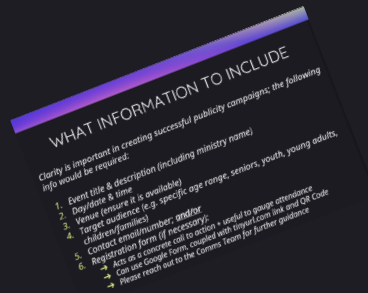 WHAT INFORMATION TO INCLUDE
Clarity is important in creating successful publicity campaigns; the following
info would be required:
1. Event title & description (including ministry name)
2. Day/date & time
3. Venue (ensure it is available)
4. Target audience (e.g. specific age range, seniors, youth, young adults,
children/families)
5. Contact email/number; and/or
6. Registration form (if necessary):
➔ Acts as a concrete call to action + useful to gauge attendance
➔ Can use Google Form, coupled with tinyurl.com link and QR Code
➔ Please reach out to the Comms Team for further guidance